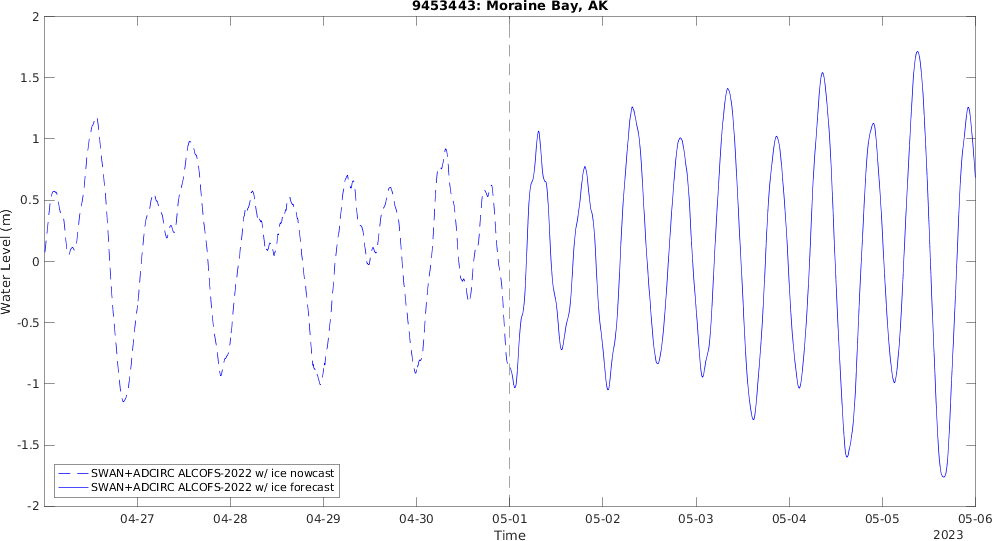 9453443: Moraine Bay, AK
Water Level (m)
2
1.5
1
0.5
0
-0.5
-1
-1.5
-2
SWAN+ADCIRC ALCOFS-2022 w/ ice nowcast
SWAN+ADCIRC ALCOFS-2022 w/ ice forecast
04-27 04-28 04-29 04-30 05-01 05-02 05-03 05-04 05-05 05-06
Time
2023